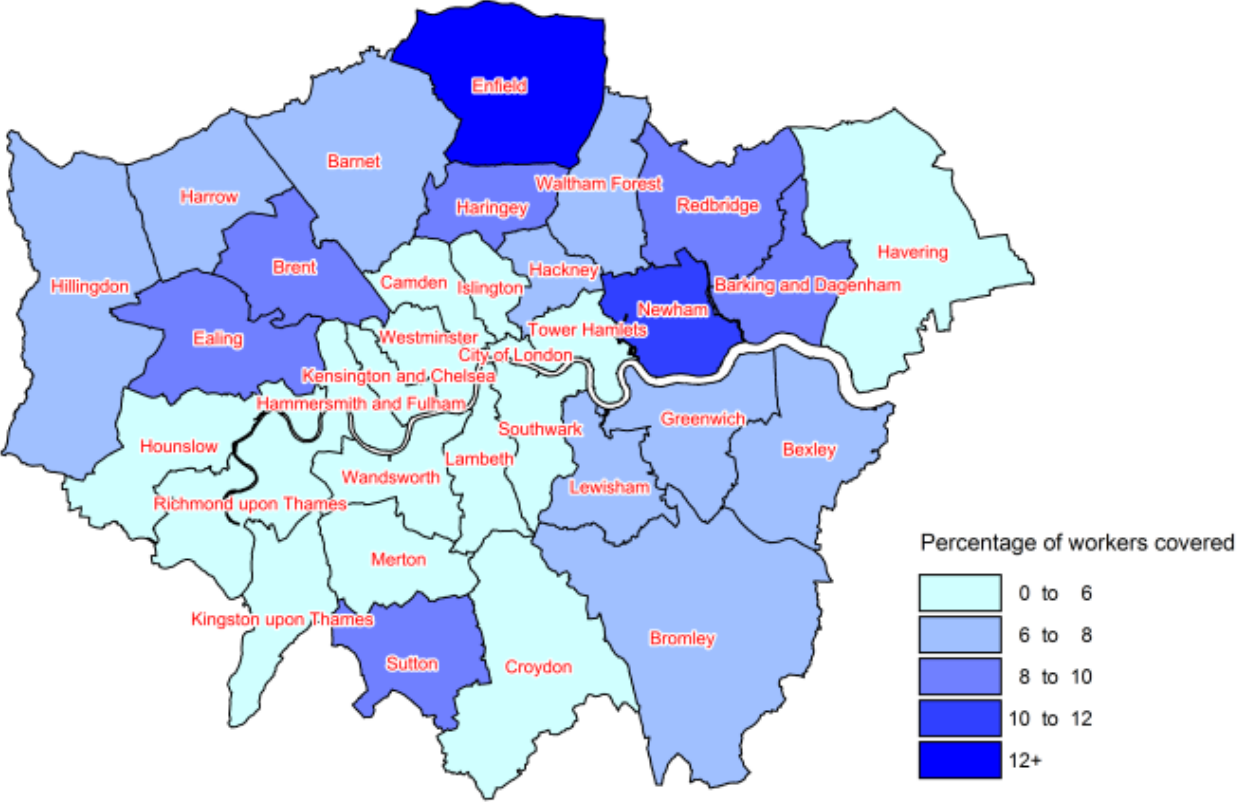 Enfield
Barnet
Waltham Forest
Harrow
Haringey
Redbridge
Havering
Brent
Hackney
Camden
Islington
Hillingdon
Barking and Dagenham
Newham
Ealing
Tower Hamlets
Westminster
City of London
Kensington and Chelsea
Hammersmith and Fulham
Greenwich
Southwark
Hounslow
Bexley
Lambeth
Wandsworth
Lewisham
Richmond upon Thames
Merton
Kingston upon Thames
Bromley
Sutton
Croydon
Percentage of workers covered
0 to 6
6 to 8
8 to 10
10 to 12
12+